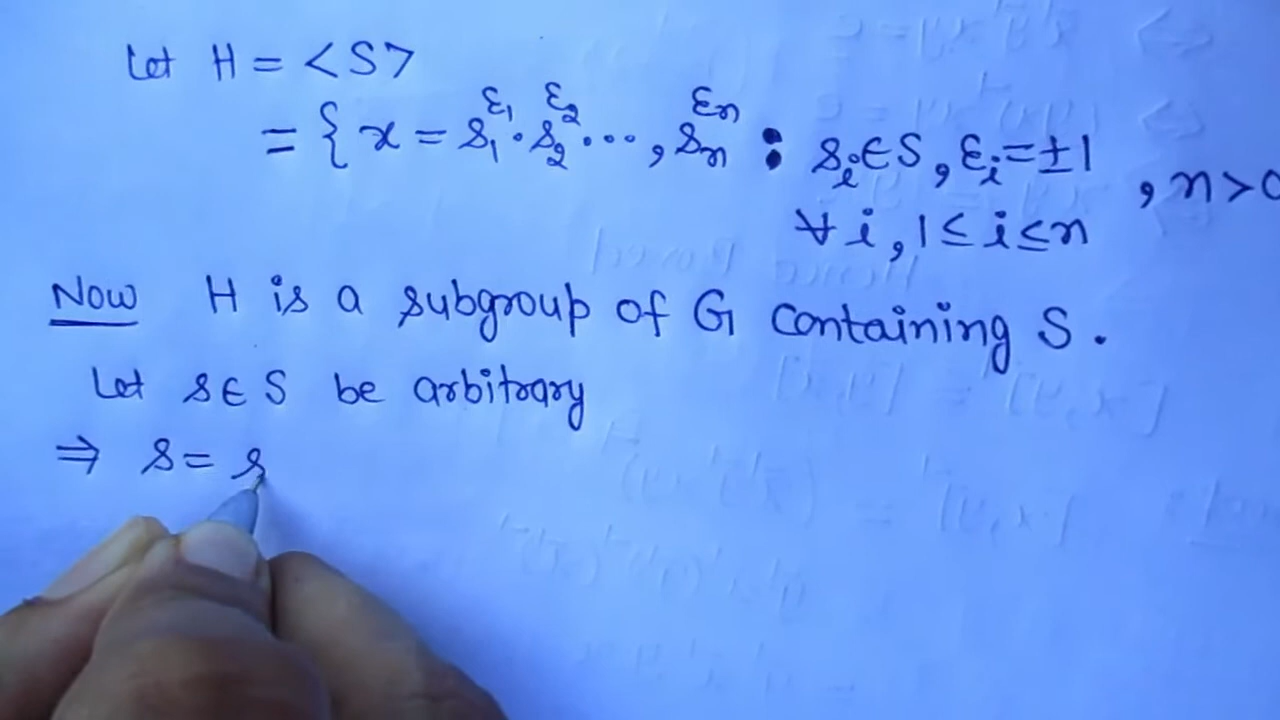 Let H = <S>
= { x = s₁^ε₁ · s₂^ε₂ ..., sₙ^εₙ : sᵢ ∈ S, εᵢ = ±1
∀ i, 1 ≤ i ≤ n , n > 0
Now H is a subgroup of G containing S.
Let s ∈ S be arbitrary
⇒ s = s